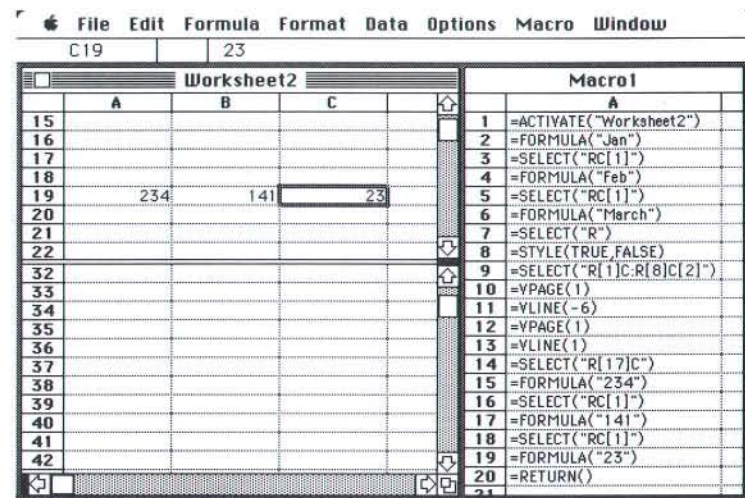 File Edit Formula Format Data Options Macro Window
C19 23
Worksheet2
A B C
15
16
17
18
19 234 141 23
20
21
22
32
33
34
35
36
37
38
39
40
41
42
Macro1
A
1 =ACTIVATE("Worksheet2")
2 =FORMULA("Jan")
3 =SELECT("RC[1]")
4 =FORMULA("Feb")
5 =SELECT("RC[1]")
6 =FORMULA("March")
7 =SELECT("R")
8 =STYLE(TRUE,FALSE)
9 =SELECT("R[1]C:R[8]C[2]")
10 =VPAGE(1)
11 =VLINE(-6)
12 =VPAGE(1)
13 =VLINE(1)
14 =SELECT("R[17]C")
15 =FORMULA("234")
16 =SELECT("RC[1]")
17 =FORMULA("141")
18 =SELECT("RC[1]")
19 =FORMULA("23")
20 =RETURN()
21